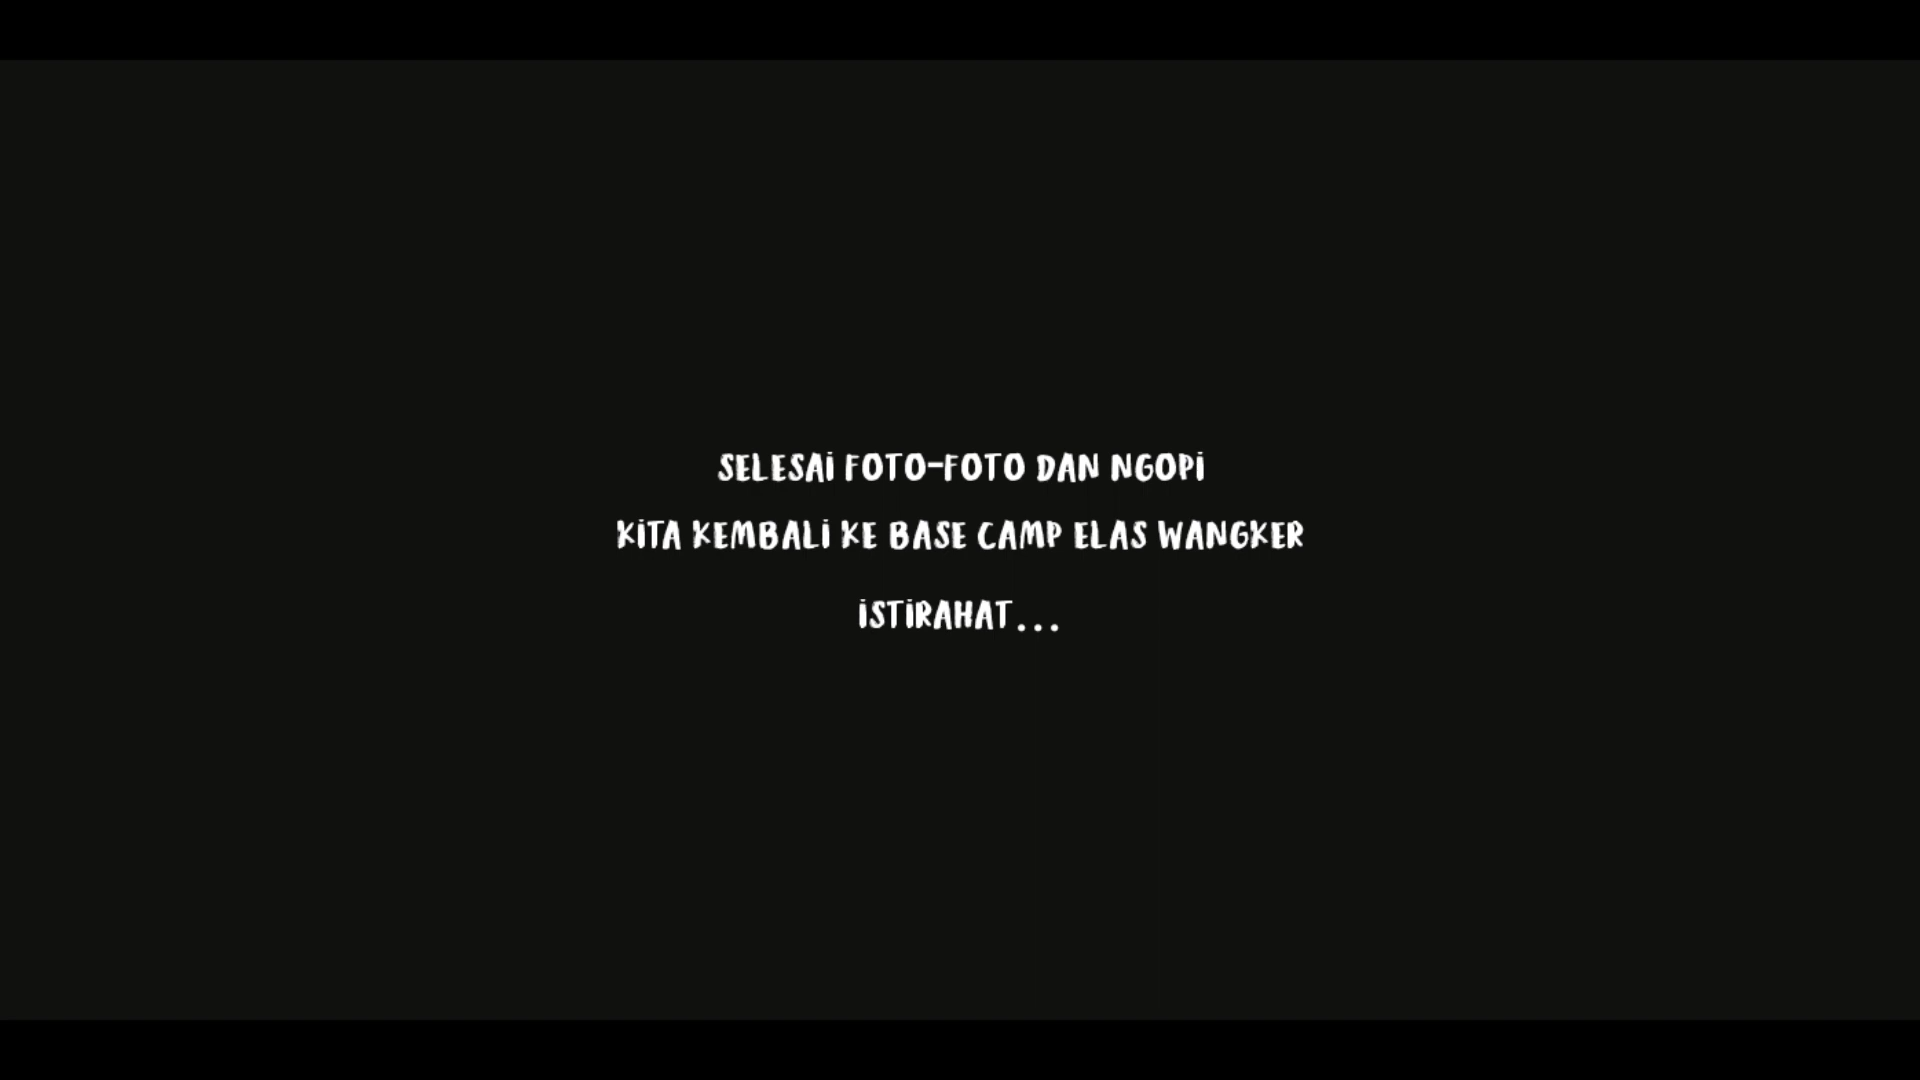 SELESAI FOTO-FOTO DAN NGOPI
KITA KEMBALI KE BASE CAMP ELAS WANGKER
ISTIRAHAT...